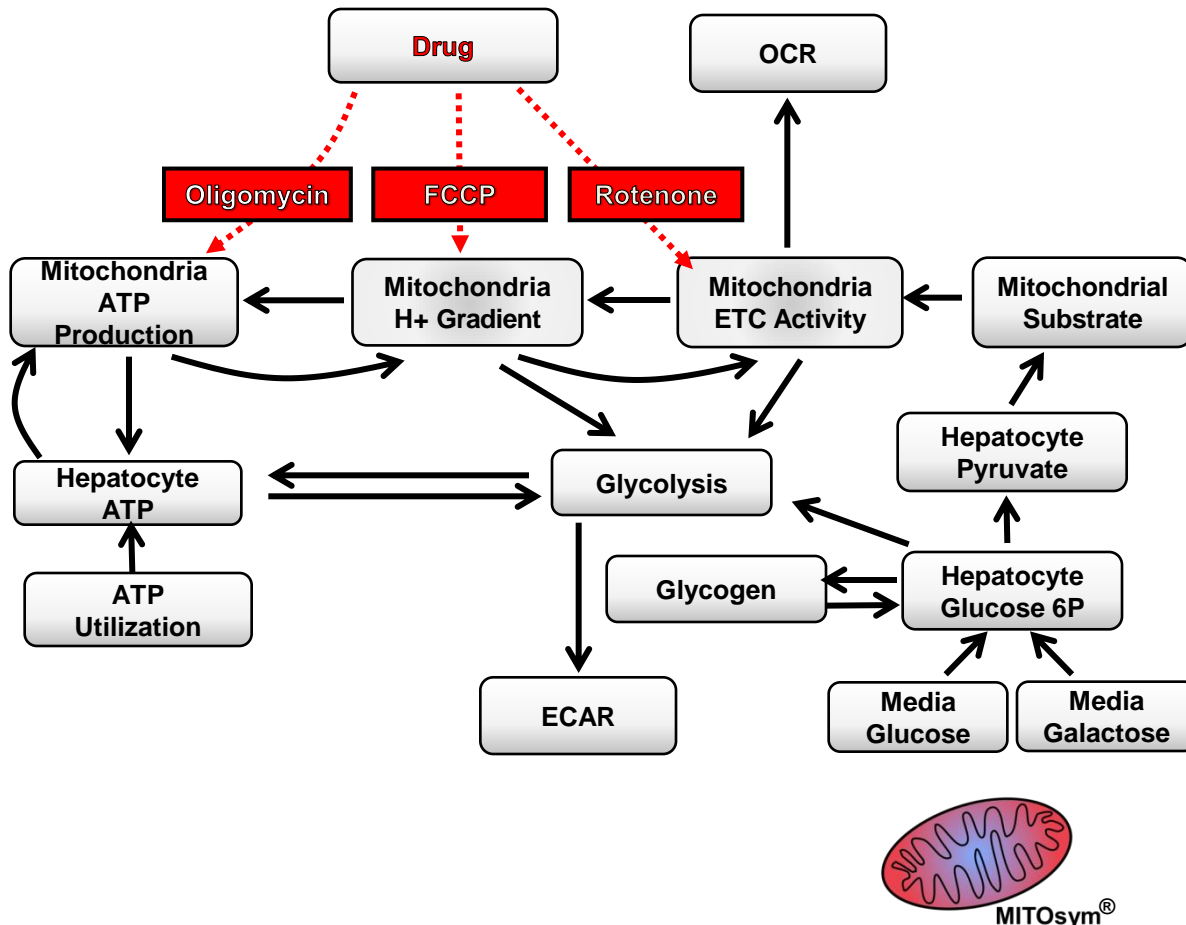 Drug
OCR
Oligomycin
FCCP
Rotenone
Mitochondria
ATP
Production
Mitochondria
H+ Gradient
Mitochondria
ETC Activity
Mitochondrial
Substrate
Hepatocyte
Pyruvate
Hepatocyte
ATP
Glycolysis
Glycogen
Hepatocyte
Glucose 6P
ATP
Utilization
ECAR
Media
Glucose
Media
Galactose
MITOsym®